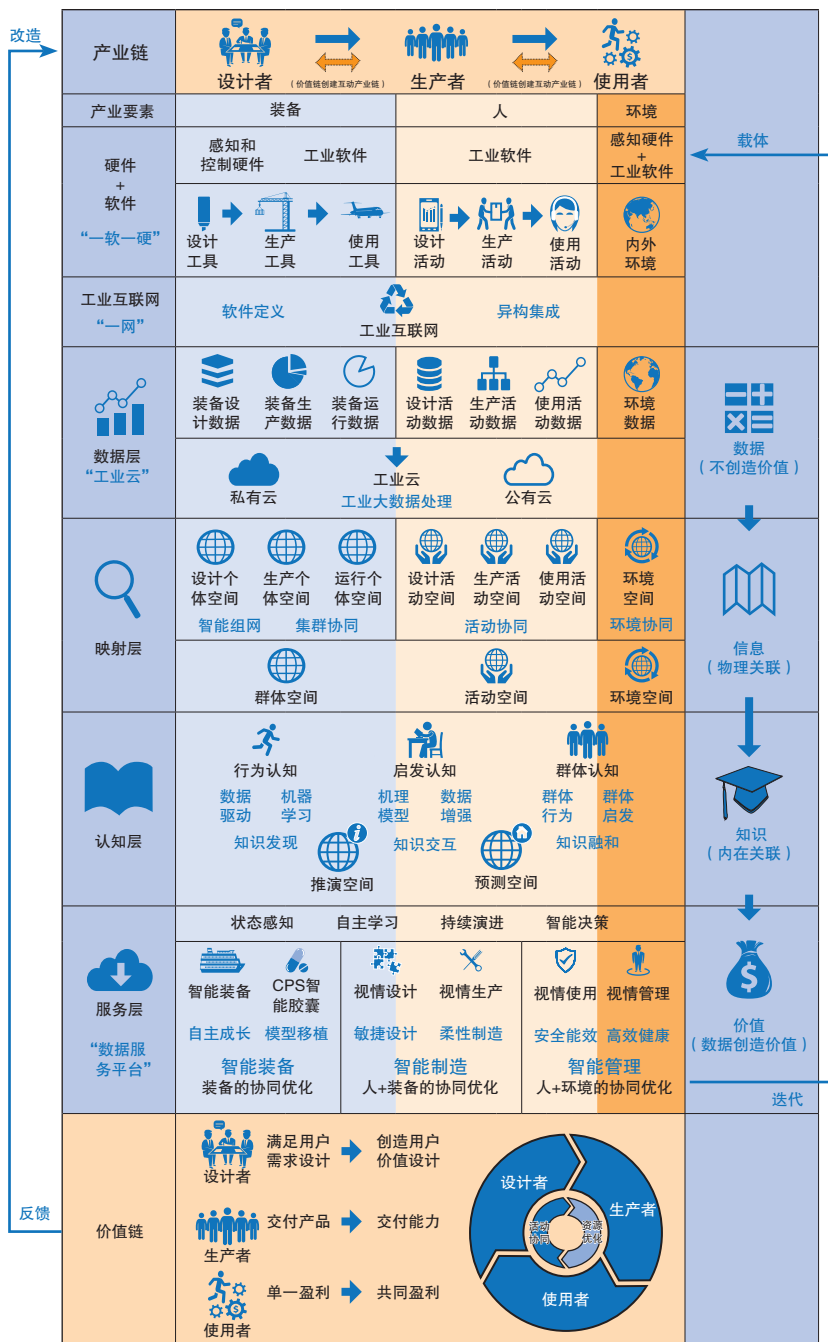 改造
产业链
设计者
（价值链创建互动产业链）
生产者
（价值链创建互动产业链）
使用者
产业要素
装备
人
环境
硬件
+
软件
“一软一硬”
感知和
控制硬件
工业软件
工业软件
感知硬件
+
工业软件
载体
设计
工具
生产
工具
使用
工具
设计
活动
生产
活动
使用
活动
内外
环境
工业互联网
“一网”
软件定义
工业互联网
异构集成
数据层
“工业云”
装备设
计数据
装备生
产数据
装备运
行数据
设计活
动数据
生产活
动数据
使用活
动数据
环境
数据
数据
（不创造价值）
私有云
工业云
工业大数据处理
公有云
映射层
设计个
体空间
生产个
体空间
运行个
体空间
设计活
动空间
生产活
动空间
使用活
动空间
环境
空间
智能组网
集群协同
活动协同
环境协同
信息
（物理关联）
群体空间
活动空间
环境空间
认知层
行为认知
启发认知
群体认知
数据
驱动
机器
学习
机理
模型
数据
增强
群体
行为
群体
启发
知识发现
知识交互
知识融和
推演空间
预测空间
知识
（内在关联）
服务层
“数据服
务平台”
状态感知
自主学习
持续演进
智能决策
智能装备
CPS智
能胶囊
视情设计
视情生产
视情使用
视情管理
自主成长
模型移植
敏捷设计
柔性制造
安全能效
高效健康
智能装备
装备的协同优化
智能制造
人+装备的协同优化
智能管理
人+环境的协同优化
价值
（数据创造价值）
迭代
反馈
价值链
设计者
满足用户
需求设计
创造用户
价值设计
生产者
交付产品
交付能力
使用者
单一盈利
共同盈利
设计者
生产者
使用者
活动
协同
资源
优化